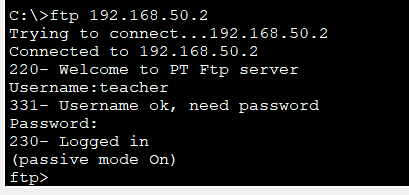 C:\>ftp 192.168.50.2
Trying to connect...192.168.50.2
Connected to 192.168.50.2
220- Welcome to PT Ftp server
Username:teacher
331- Username ok, need password
Password:
230- Logged in
(passive mode On)
ftp>